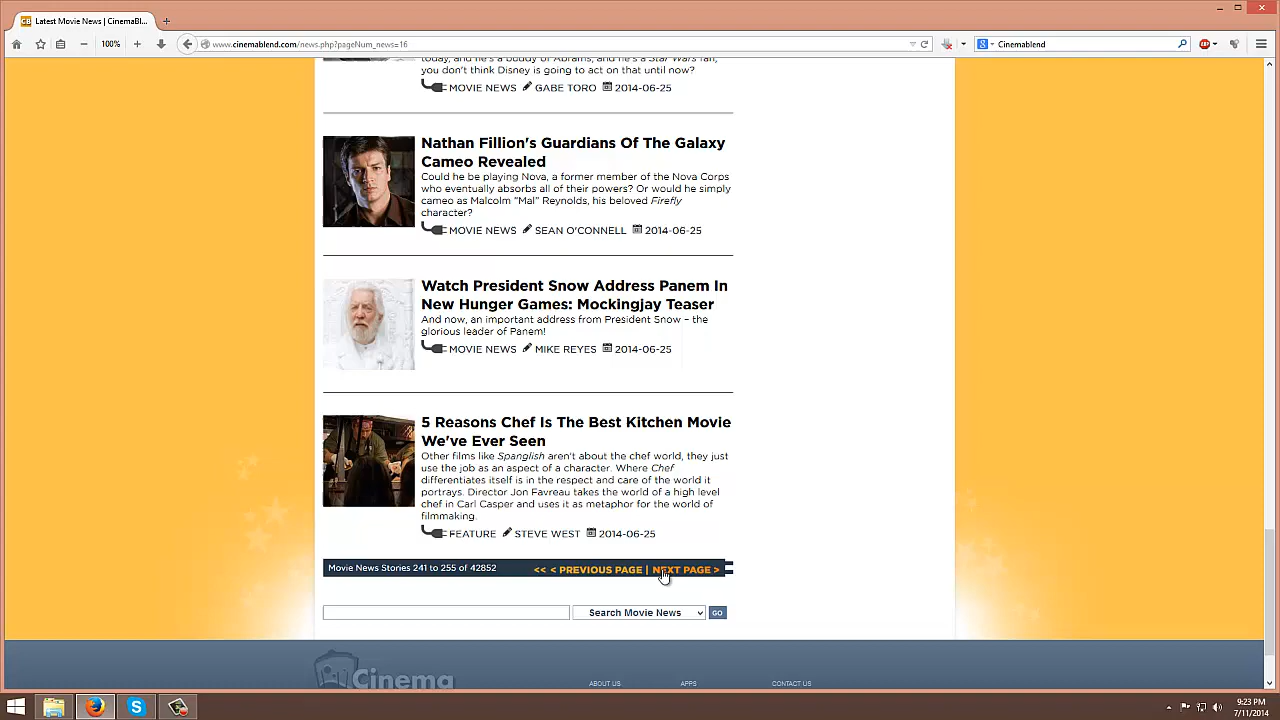 Latest Movie News | CinemaBl...
100%
www.cinemablend.com/news.php?pageNum_news=16
Cinemablend
today, and he's a buddy of Abrams, and he's a Star Wars fan,
you don't think Disney is going to act on that until now?
MOVIE NEWS GABE TORO 2014-06-25
Nathan Fillion's Guardians Of The Galaxy
Cameo Revealed
Could he be playing Nova, a former member of the Nova Corps
who eventually absorbs all of their powers? Or would he simply
cameo as Malcolm "Mal" Reynolds, his beloved Firefly
character?
MOVIE NEWS SEAN O'CONNELL 2014-06-25
Watch President Snow Address Panem In
New Hunger Games: Mockingjay Teaser
And now, an important address from President Snow – the
glorious leader of Panem!
MOVIE NEWS MIKE REYES 2014-06-25
5 Reasons Chef Is The Best Kitchen Movie
We've Ever Seen
Other films like Spanglish aren't about the chef world, they just
use the job as an aspect of a character. Where Chef
differentiates itself is in the respect and care of the world it
portrays. Director Jon Favreau takes the world of a high level
chef in Carl Casper and uses it as metaphor for the world of
filmmaking.
FEATURE STEVE WEST 2014-06-25
Movie News Stories 241 to 255 of 42852 << < PREVIOUS PAGE | NEXT PAGE >
Search Movie News GO
Cinema
ABOUT US APPS CONTACT US
9:23 PM
7/11/2014